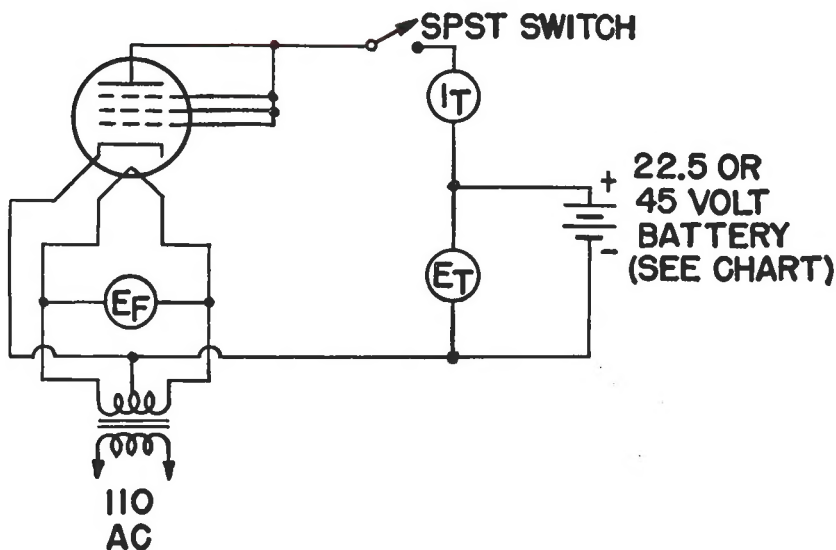 SPST SWITCH
IT
+ 22.5 OR
45 VOLT
BATTERY
- (SEE CHART)
ET
EF
110
AC